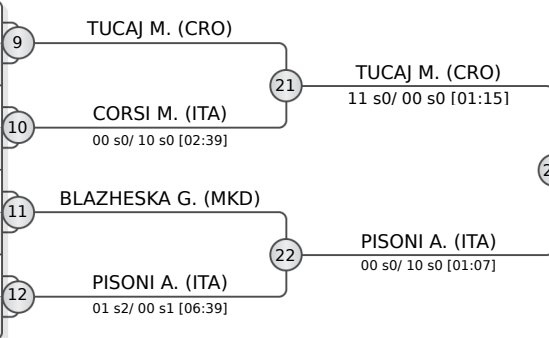 TUCAJ M. (CRO)
9
21
TUCAJ M. (CRO)
11 s0/ 00 s0 [01:15]
CORSI M. (ITA)
10
00 s0/ 10 s0 [02:39]
BLAZHESKA G. (MKD)
11
22
PISONI A. (ITA)
00 s0/ 10 s0 [01:07]
PISONI A. (ITA)
12
01 s2/ 00 s1 [06:39]